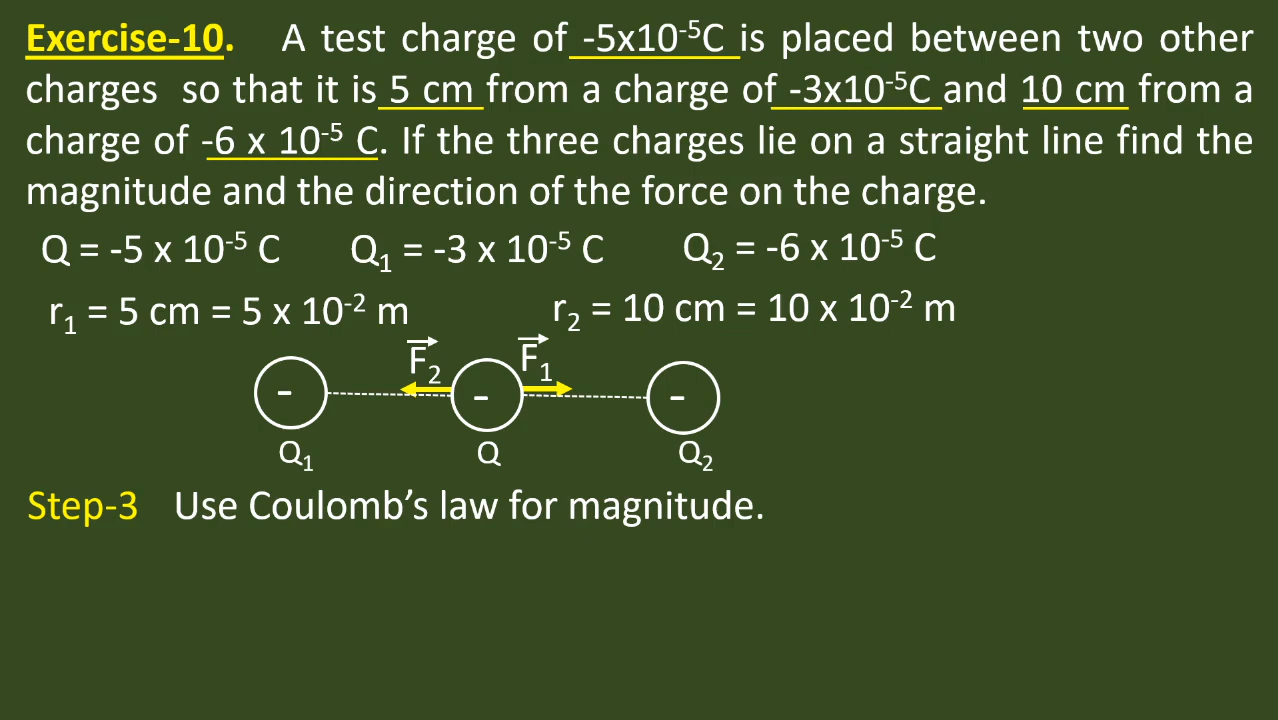 Exercise-10. A test charge of -5x10⁻⁵C is placed between two other
charges so that it is 5 cm from a charge of -3x10⁻⁵C and 10 cm from a
charge of -6 x 10⁻⁵ C. If the three charges lie on a straight line find the
magnitude and the direction of the force on the charge.
Q = -5 x 10⁻⁵ C Q₁ = -3 x 10⁻⁵ C Q₂ = -6 x 10⁻⁵ C
r₁ = 5 cm = 5 x 10⁻² m r₂ = 10 cm = 10 x 10⁻² m
F⃗₂ F⃗₁
- - -
Q₁ Q Q₂
Step-3 Use Coulomb’s law for magnitude.